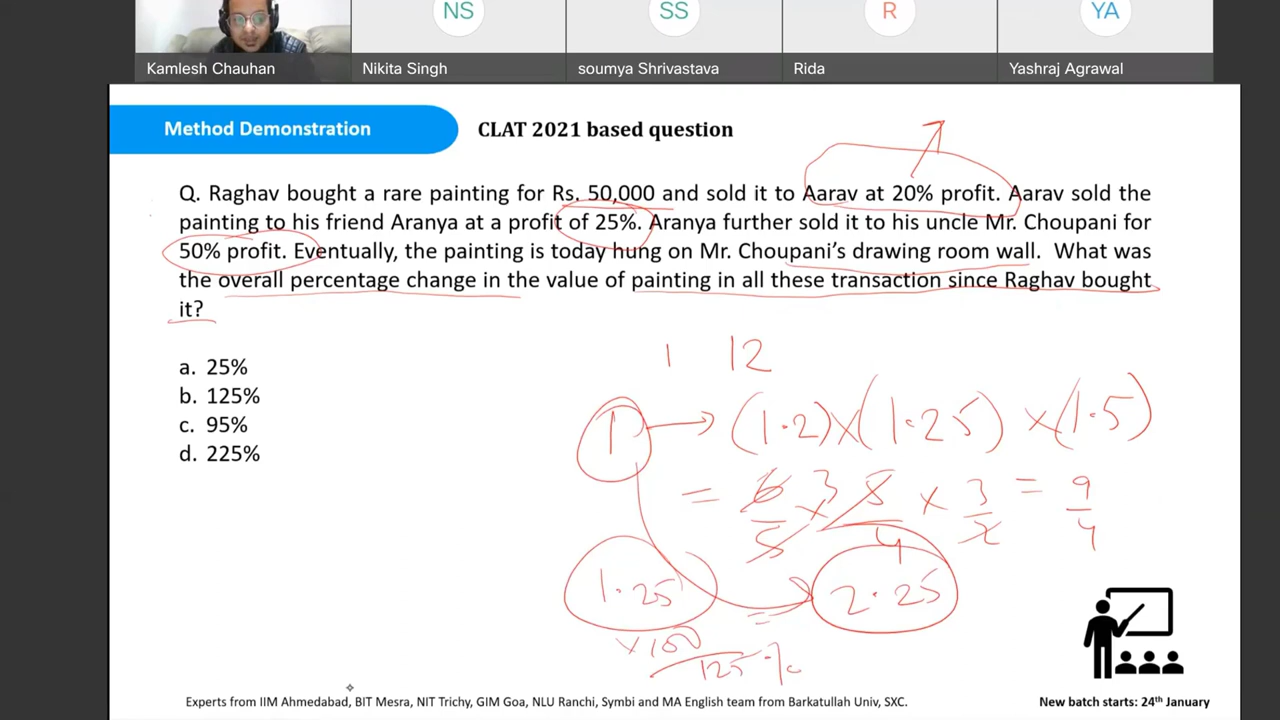 NS
SS
R
YA
Kamlesh Chauhan
Nikita Singh
soumya Shrivastava
Rida
Yashraj Agrawal
Method Demonstration
CLAT 2021 based question
Q. Raghav bought a rare painting for Rs. 50,000 and sold it to Aarav at 20% profit. Aarav sold the
painting to his friend Aranya at a profit of 25%. Aranya further sold it to his uncle Mr. Choupani for
50% profit. Eventually, the painting is today hung on Mr. Choupani's drawing room wall. What was
the overall percentage change in the value of painting in all these transaction since Raghav bought
it?
a. 25%
b. 125%
c. 95%
d. 225%
1 12
1 → (1.2) × (1.25) × (1.5)
= 6/5 × 3 5/4 × 3/2 = 9/4
1.25 2.25
× 100 =
125 %
Experts from IIM Ahmedabad, BIT Mesra, NIT Trichy, GIM Goa, NLU Ranchi, Symbi and MA English team from Barkatullah Univ, SXC.
New batch starts: 24th January